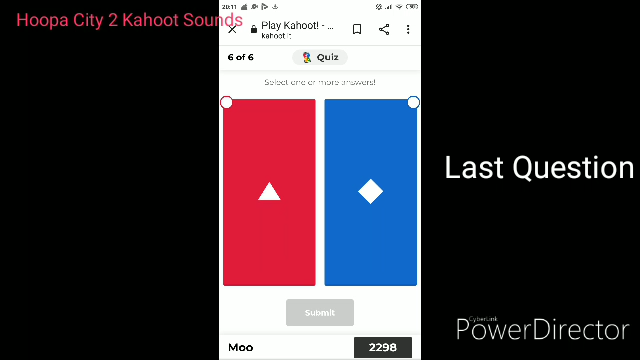 20:11
Hoopa City 2 Kahoot Sounds
Play Kahoot! - ...
kahoot.it
6 of 6
Quiz
Select one or more answers!
Last Question
Submit
CyberLink
PowerDirector
Moo
2298